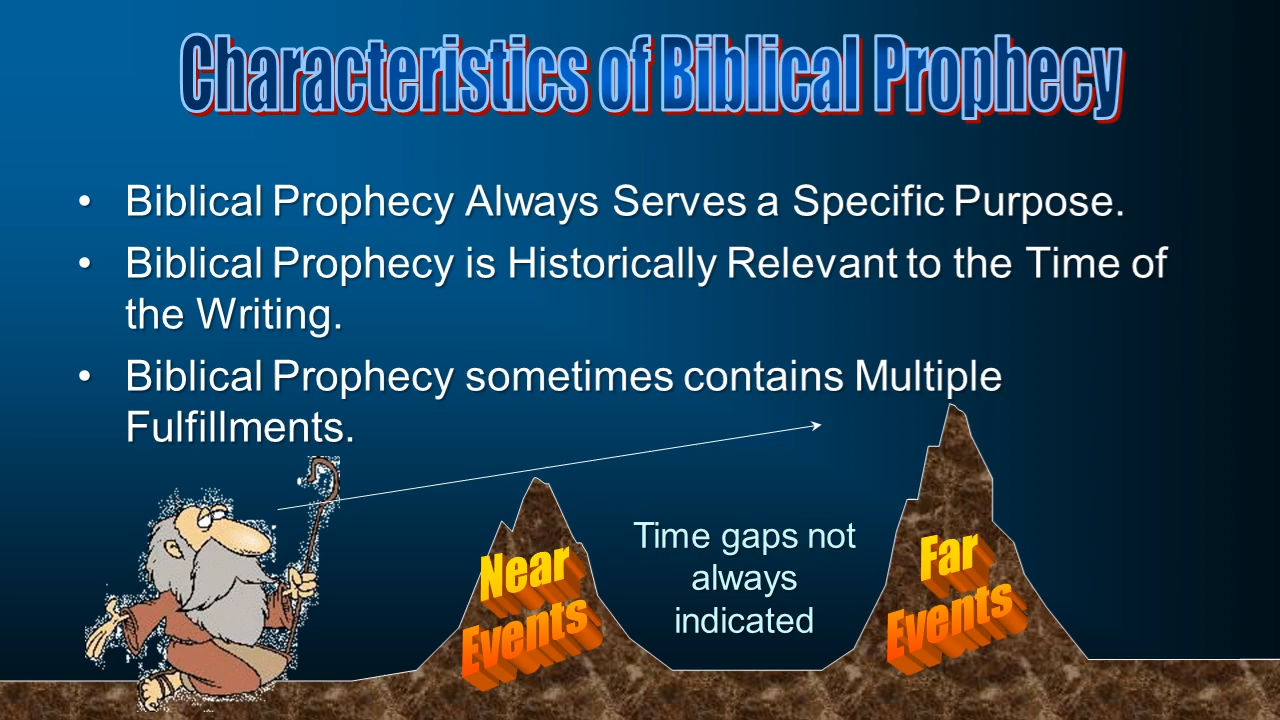 Characteristics of Biblical Prophecy
• Biblical Prophecy Always Serves a Specific Purpose.
• Biblical Prophecy is Historically Relevant to the Time of
the Writing.
• Biblical Prophecy sometimes contains Multiple
Fulfillments.
Near
Events
Time gaps not
always
indicated
Far
Events